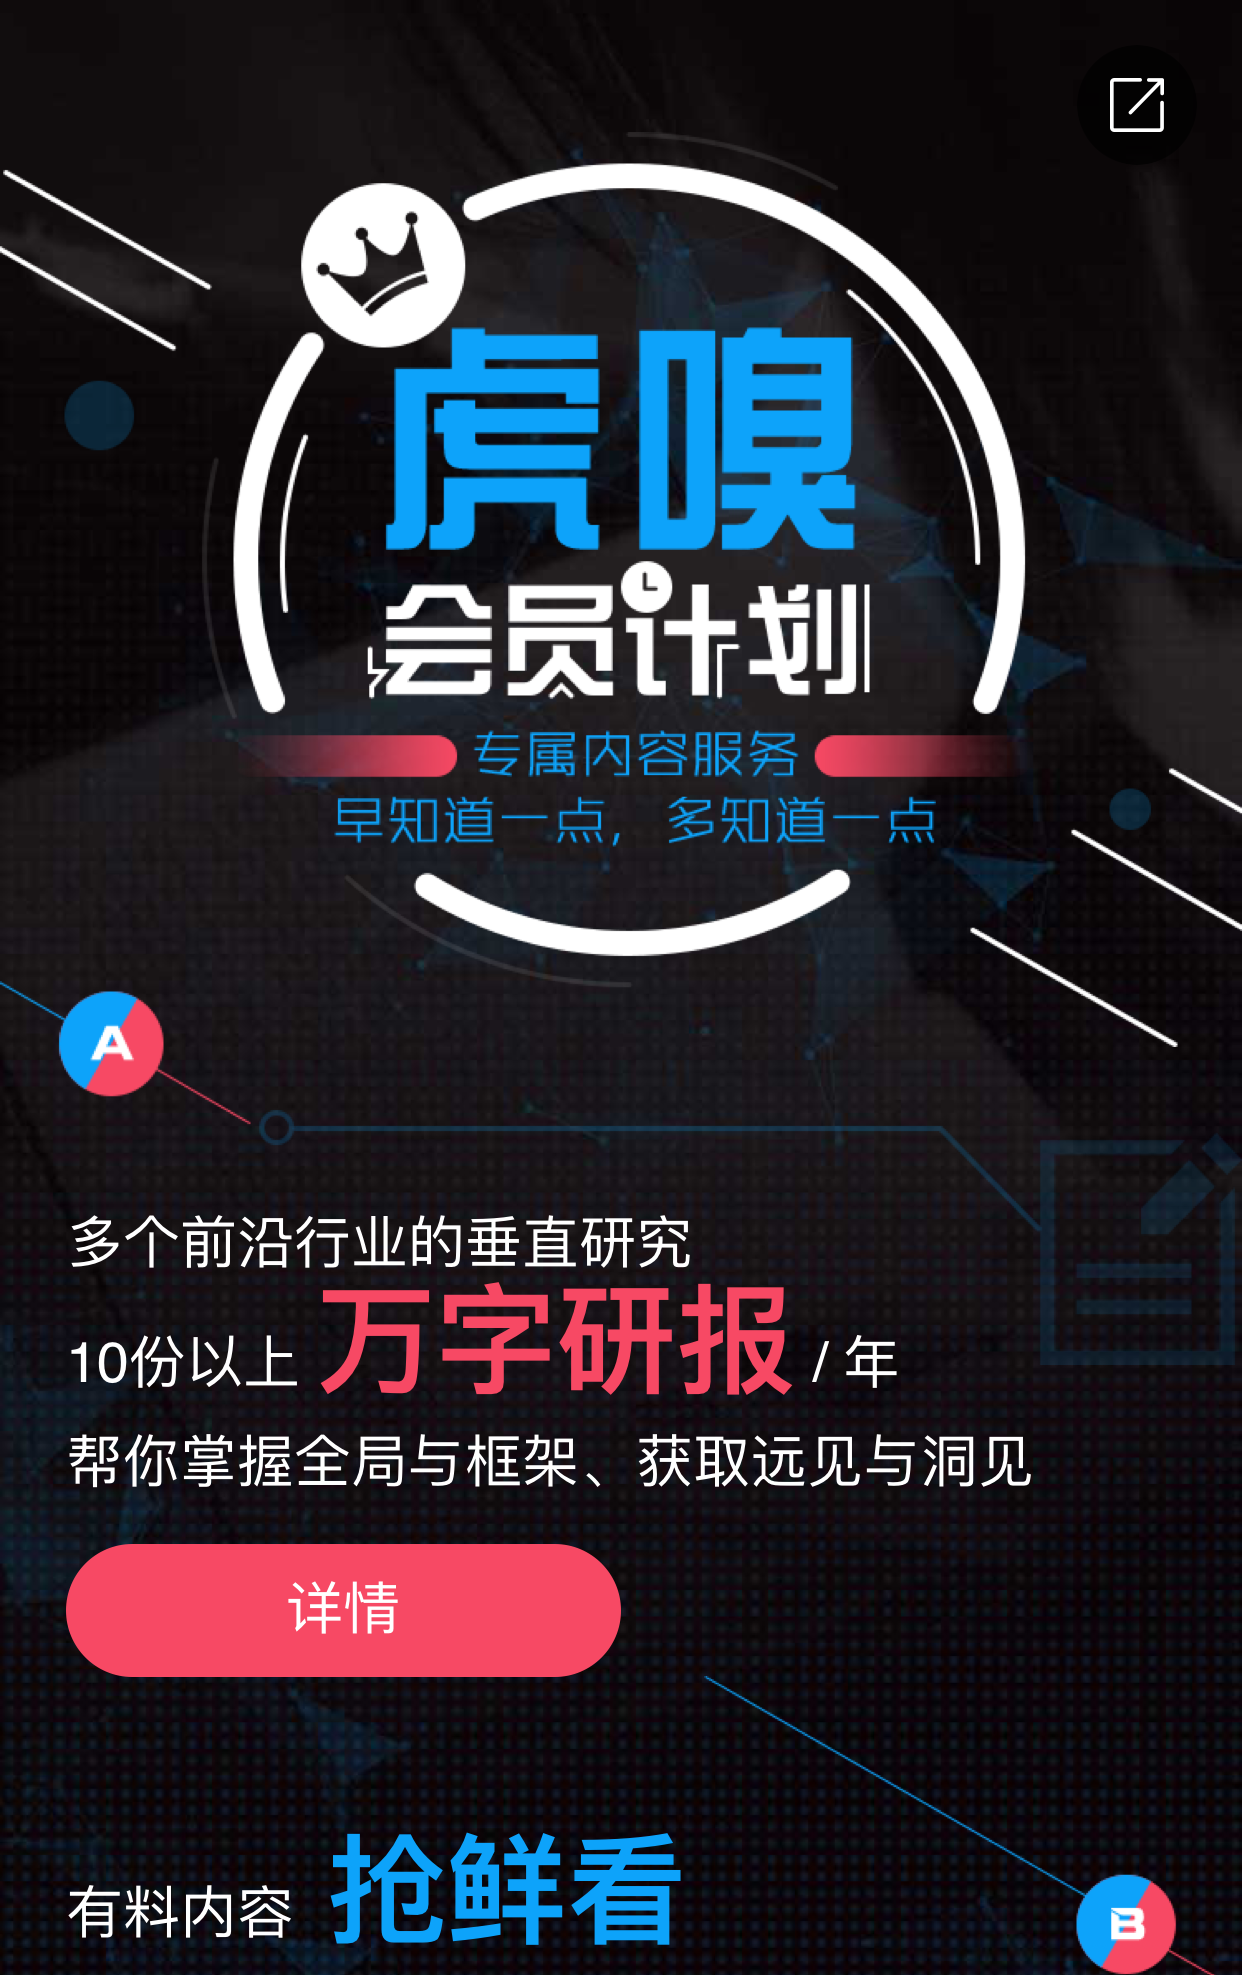 虎嗅
会员计划
专属内容服务
早知道一点，多知道一点
A
多个前沿行业的垂直研究
10份以上 万字研报 / 年
帮你掌握全局与框架、获取远见与洞见
详情
有料内容 抢鲜看
B